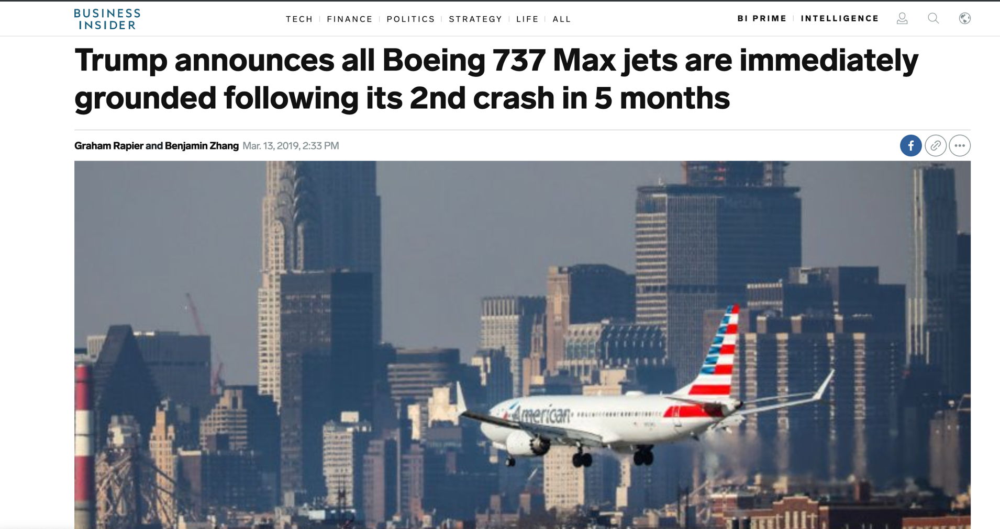 BUSINESS
INSIDER
TECH | FINANCE | POLITICS | STRATEGY | LIFE | ALL
BI PRIME | INTELLIGENCE
Trump announces all Boeing 737 Max jets are immediately
grounded following its 2nd crash in 5 months
Graham Rapier and Benjamin Zhang Mar. 13, 2019, 2:33 PM
f
American